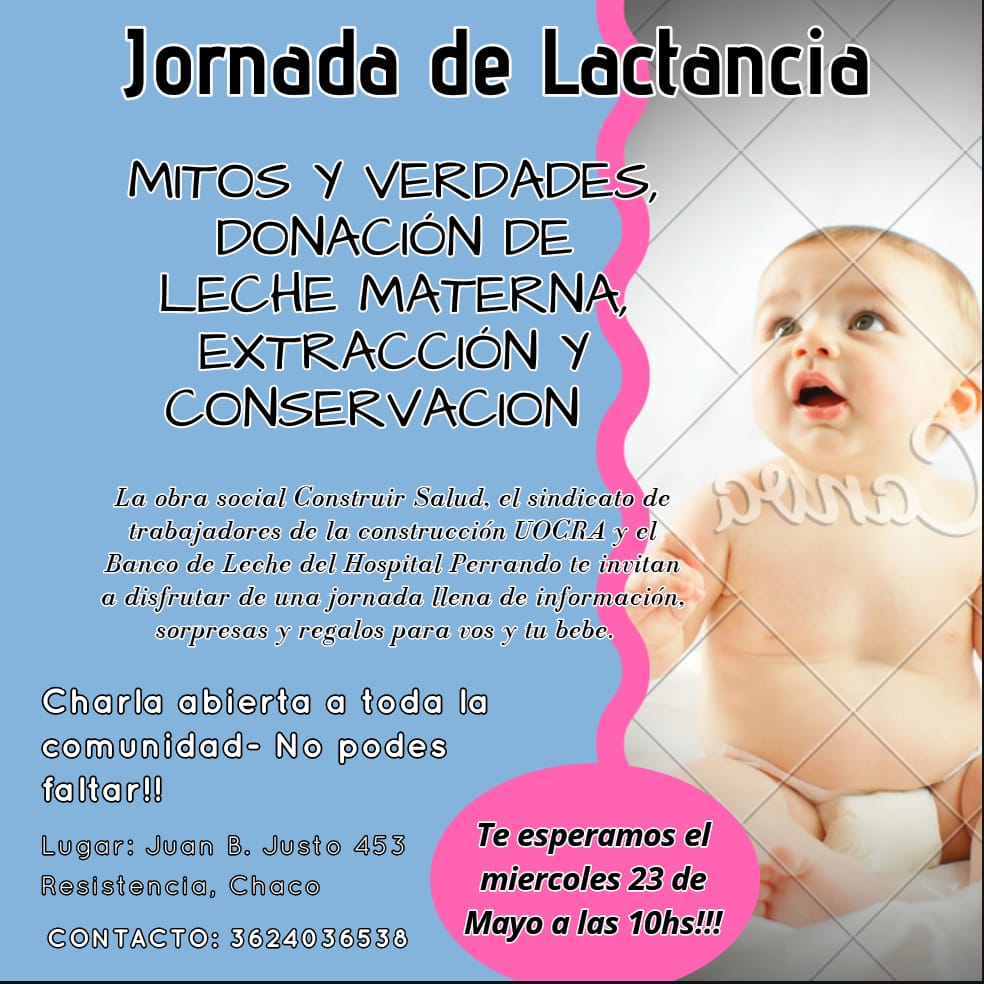 Jornada de Lactancia
MITOS Y VERDADES,
DONACIÓN DE
LECHE MATERNA,
EXTRACCIÓN Y
CONSERVACION
La obra social Construir Salud, el sindicato de
trabajadores de la construcción UOCRA y el
Banco de Leche del Hospital Perrando te invitan
a disfrutar de una jornada llena de información,
sorpresas y regalos para vos y tu bebe.
Canva
Charla abierta a toda la
comunidad- No podes
faltar!!
Lugar: Juan B. Justo 453
Resistencia, Chaco
CONTACTO: 3624036538
Te esperamos el
miercoles 23 de
Mayo a las 10hs!!!